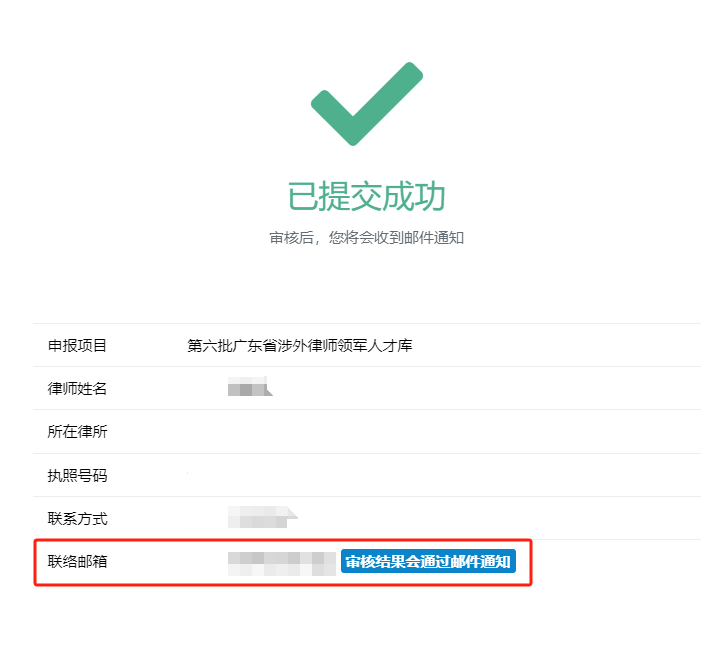 已提交成功
审核后，您将会收到邮件通知
申报项目 第六批广东省涉外律师领军人才库
律师姓名
所在律所
执照号码
联系方式
联络邮箱 审核结果会通过邮件通知